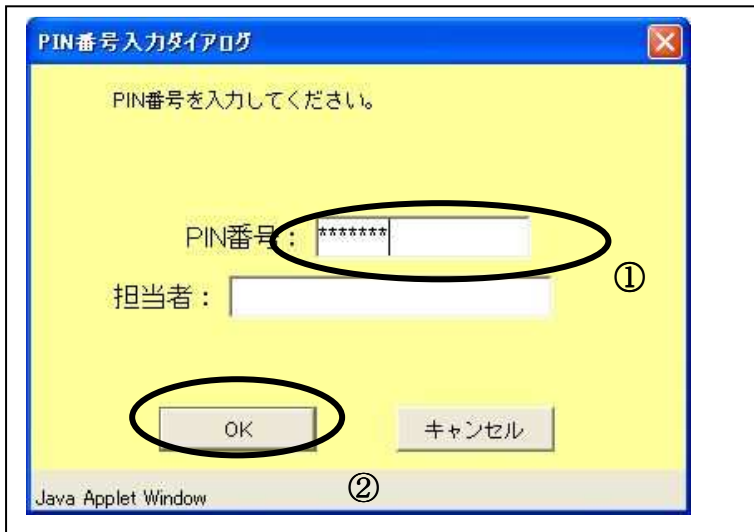 PIN番号入力ダイアログ
PIN番号を入力してください。
PIN番号： *******
①
担当者：
OK キャンセル
②
Java Applet Window